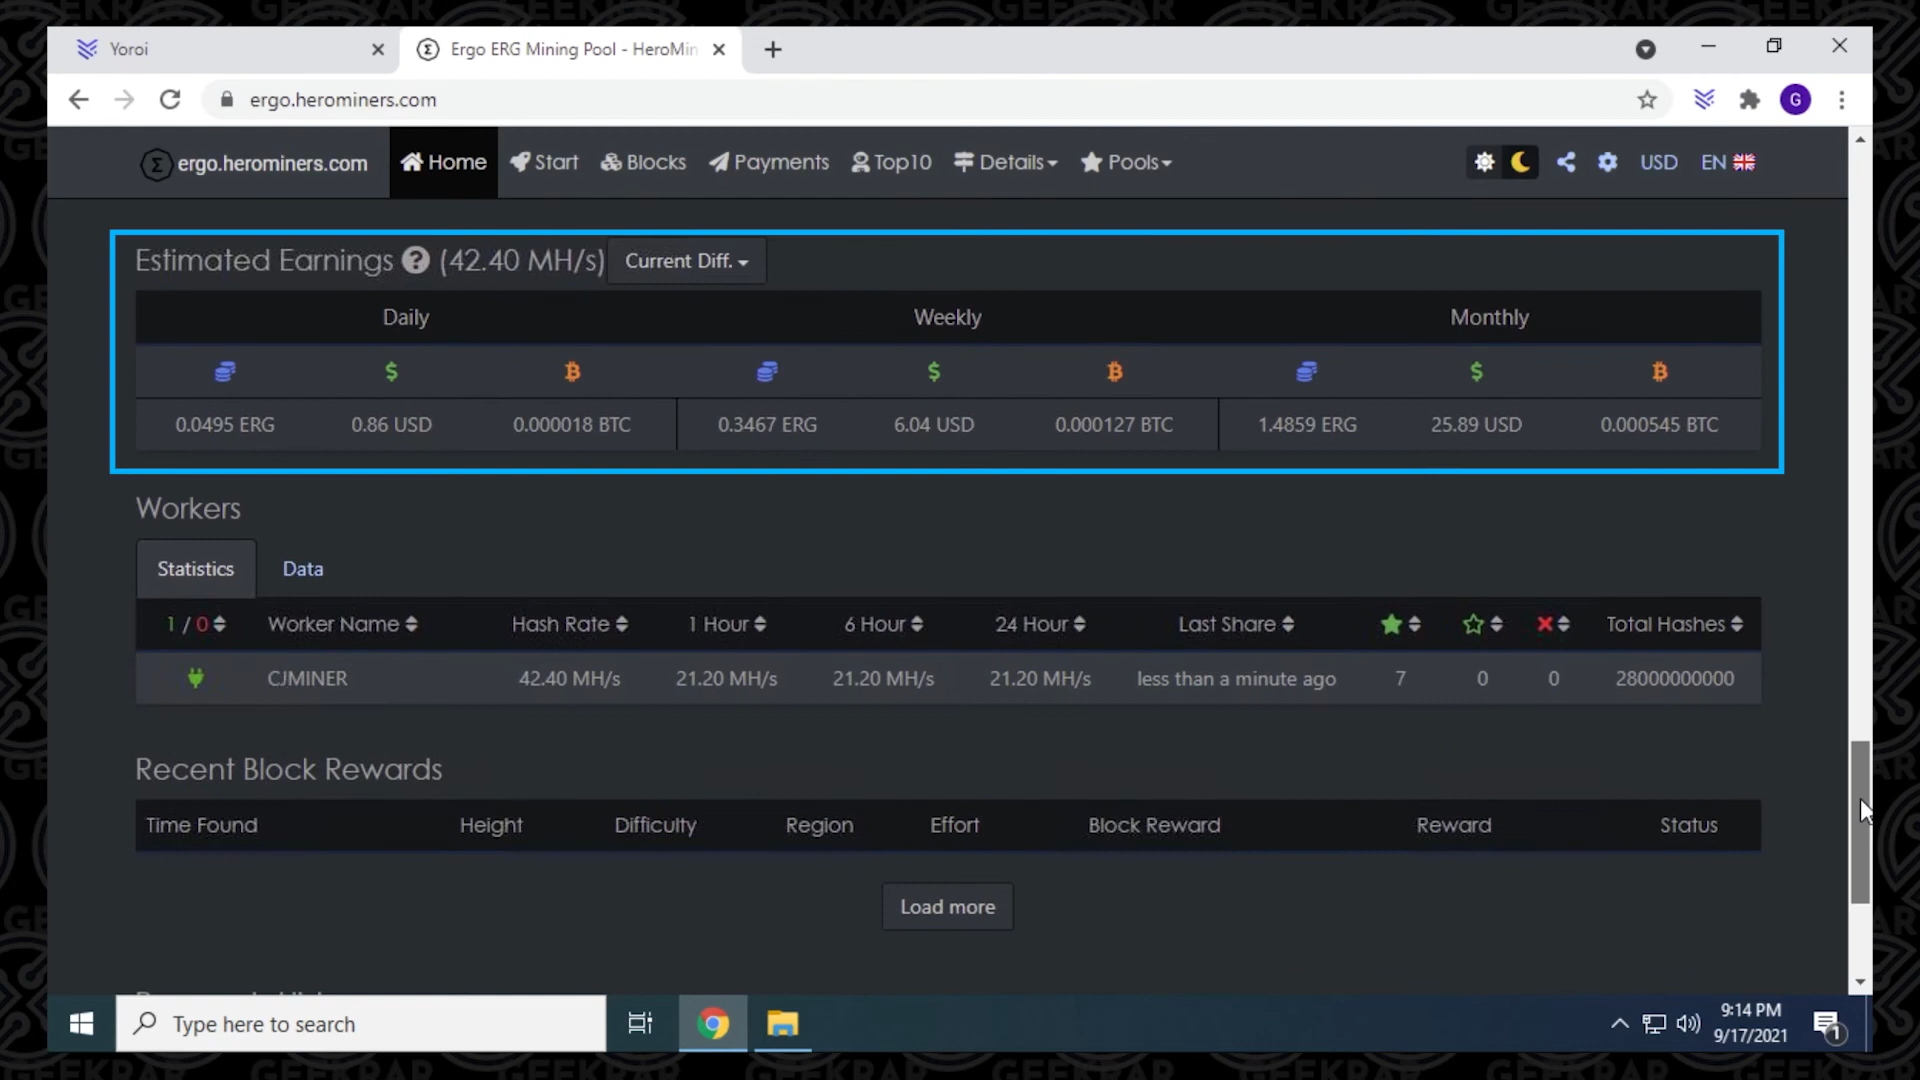 Yoroi
Ergo ERG Mining Pool - HeroMin
G
ergo.herominers.com
ergo.herominers.com Home Start Blocks Payments Top10 Details Pools USD EN
Estimated Earnings ? (42.40 MH/s) Current Diff.
Daily Weekly Monthly
$ $ $
0.0495 ERG 0.86 USD 0.000018 BTC 0.3467 ERG 6.04 USD 0.000127 BTC 1.4859 ERG 25.89 USD 0.000545 BTC
Workers
Statistics Data
1 / 0 Worker Name Hash Rate 1 Hour 6 Hour 24 Hour Last Share Total Hashes
CJMINER 42.40 MH/s 21.20 MH/s 21.20 MH/s 21.20 MH/s less than a minute ago 7 0 0 28000000000
Recent Block Rewards
Time Found Height Difficulty Region Effort Block Reward Reward Status
Load more
Type here to search
9:14 PM
9/17/2021
1